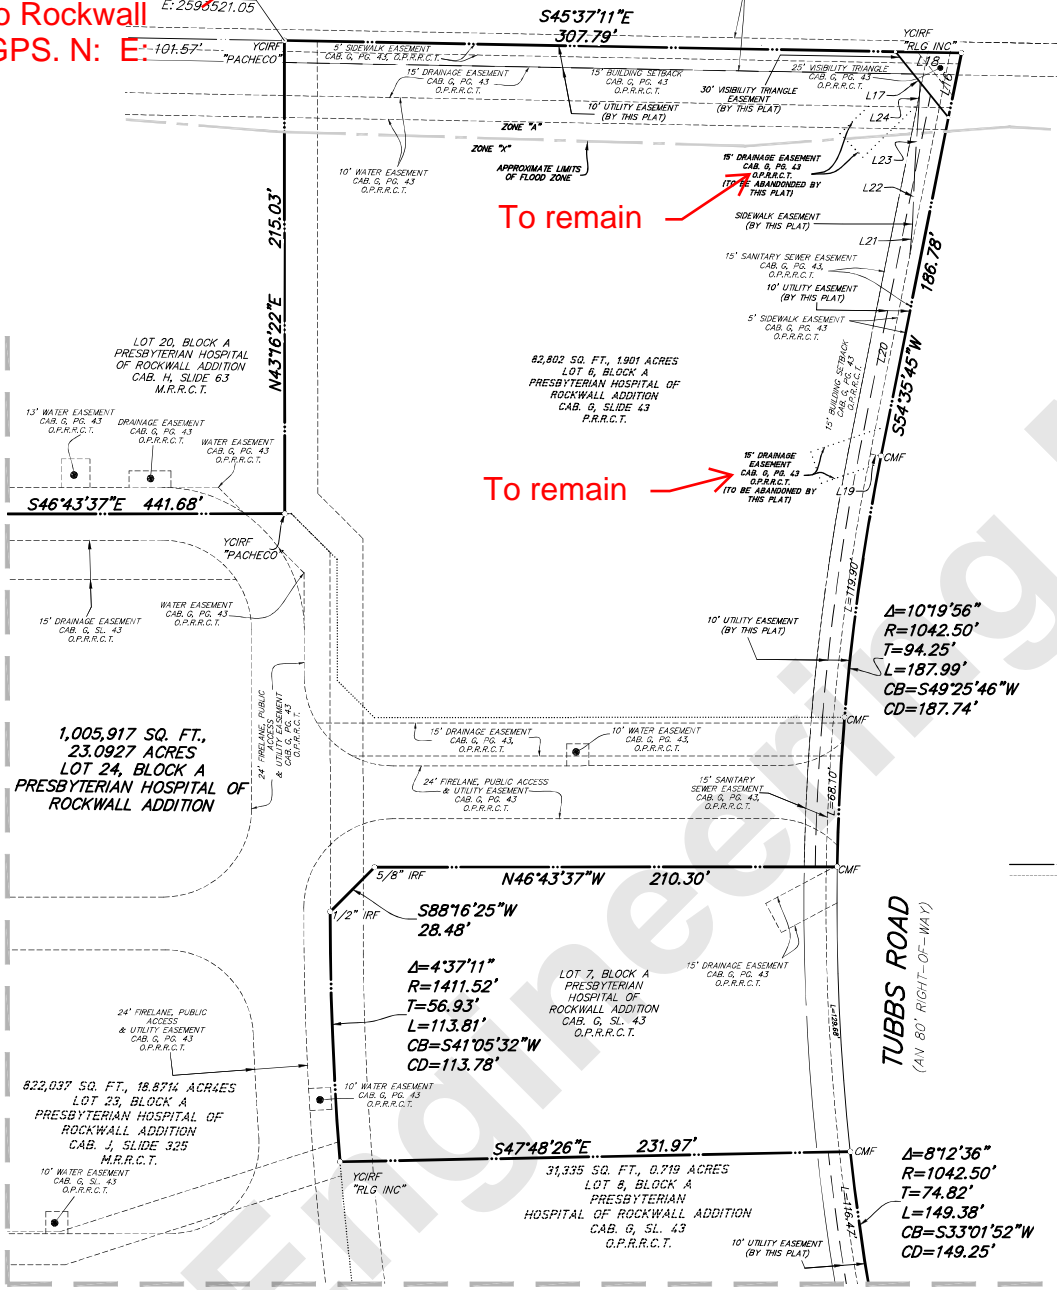 o Rockwall
GPS. N: E:
E: 2595521.05
101.57'
YCIRF
"PACHECO"
S45°37'11"E
307.79'
YCIRF
"RLG INC"
5' SIDEWALK EASEMENT
CAB. G, PG. 43, O.P.R.R.C.T.
15' DRAINAGE EASEMENT
CAB. G, PG. 43
O.P.R.R.C.T.
15' BUILDING SETBACK
CAB. G, PG. 43
O.P.R.R.C.T.
25' VISIBILITY TRIANGLE
CAB. G, PG. 43
O.P.R.R.C.T.
30' VISIBILITY TRIANGLE
EASEMENT
(BY THIS PLAT)
10' UTILITY EASEMENT
(BY THIS PLAT)
L18
L16
L17
L24
L23
L22
L21
ZONE "A"
ZONE "X"
APPROXIMATE LIMITS
OF FLOOD ZONE
10' WATER EASEMENT
CAB. G, PG. 43
O.P.R.R.C.T.
15' DRAINAGE EASEMENT
CAB. G, PG. 43
O.P.R.R.C.T.
(TO BE ABANDONDED BY
THIS PLAT)
To remain
SIDEWALK EASEMENT
(BY THIS PLAT)
15' SANITARY SEWER EASEMENT
CAB. G, PG. 43,
O.P.R.R.C.T.
10' UTILITY EASEMENT
(BY THIS PLAT)
5' SIDEWALK EASEMENT
CAB. G, PG. 43
O.P.R.R.C.T.
186.78'
S54°35'45"W
L20
15' BUILDING SETBACK
CAB. G, PG. 43
O.P.R.R.C.T.
215.03'
N43°16'22"E
LOT 20, BLOCK A
PRESBYTERIAN HOSPITAL
OF ROCKWALL ADDITION
CAB. H, SLIDE 63
M.R.R.C.T.
82,802 SQ. FT., 1.901 ACRES
LOT 6, BLOCK A
PRESBYTERIAN HOSPITAL OF
ROCKWALL ADDITION
CAB. G, SLIDE 43
P.R.R.C.T.
13' WATER EASEMENT
CAB. G, PG. 43
O.P.R.R.C.T.
DRAINAGE EASEMENT
CAB. G, PG. 43
O.P.R.R.C.T.
WATER EASEMENT
CAB. G, PG. 43
O.P.R.R.C.T.
15' DRAINAGE
EASEMENT
CAB. G, PG. 43
O.P.R.R.C.T.
(TO BE ABANDONED BY
THIS PLAT)
To remain
CMF
L19
S46°43'37"E 441.68'
YCIRF
"PACHECO"
15' DRAINAGE EASEMENT
CAB. G, SL. 43
O.P.R.R.C.T.
WATER EASEMENT
CAB. G, PG. 43
O.P.R.R.C.T.
L=119.90'
10' UTILITY EASEMENT
(BY THIS PLAT)
Δ=10°19'56"
R=1042.50'
T=94.25'
L=187.99'
CB=S49°25'46"W
CD=187.74'
CMF
24' FIRELANE, PUBLIC
ACCESS
& UTILITY EASEMENT
CAB. G, PG. 43
O.P.R.R.C.T.
1,005,917 SQ. FT.,
23.0927 ACRES
LOT 24, BLOCK A
PRESBYTERIAN HOSPITAL OF
ROCKWALL ADDITION
15' DRAINAGE EASEMENT
CAB. G, PG. 43,
O.P.R.R.C.T.
10' WATER EASEMENT
CAB. G, PG. 43,
O.P.R.R.C.T.
24' FIRELANE, PUBLIC ACCESS
& UTILITY EASEMENT
CAB. G, PG. 43
O.P.R.R.C.T.
15' SANITARY
SEWER EASEMENT
CAB. G, PG. 43,
O.P.R.R.C.T.
L=68.10'
5/8" IRF
N46°43'37"W 210.30'
CMF
1/2" IRF
S88°16'25"W
28.48'
Δ=4°37'11"
R=1411.52'
T=56.93'
L=113.81'
CB=S41°05'32"W
CD=113.78'
LOT 7, BLOCK A
PRESBYTERIAN
HOSPITAL OF
ROCKWALL ADDITION
CAB. G, SL. 43
O.P.R.R.C.T.
15' DRAINAGE EASEMENT
CAB. G, PG. 43
O.P.R.R.C.T.
TUBBS ROAD
(AN 80' RIGHT-OF-WAY)
24' FIRELANE, PUBLIC
ACCESS
& UTILITY EASEMENT
CAB. G, PG. 43
O.P.R.R.C.T.
822,037 SQ. FT., 18.8714 ACR4ES
LOT 23, BLOCK A
PRESBYTERIAN HOSPITAL OF
ROCKWALL ADDITION
CAB. J, SLIDE 325
M.R.R.C.T.
10' WATER EASEMENT
CAB. G, PG. 43
O.P.R.R.C.T.
10' WATER EASEMENT
CAB. G, SL. 43
O.P.R.R.C.T.
S47°48'26"E 231.97'
CMF
YCIRF
"RLG INC"
31,335 SQ. FT., 0.719 ACRES
LOT 8, BLOCK A
PRESBYTERIAN
HOSPITAL OF ROCKWALL ADDITION
CAB. G, SL. 43
O.P.R.R.C.T.
L=116.47'
10' UTILITY EASEMENT
(BY THIS PLAT)
Δ=8°12'36"
R=1042.50'
T=74.82'
L=149.38'
CB=S33°01'52"W
CD=149.25'
Engineering